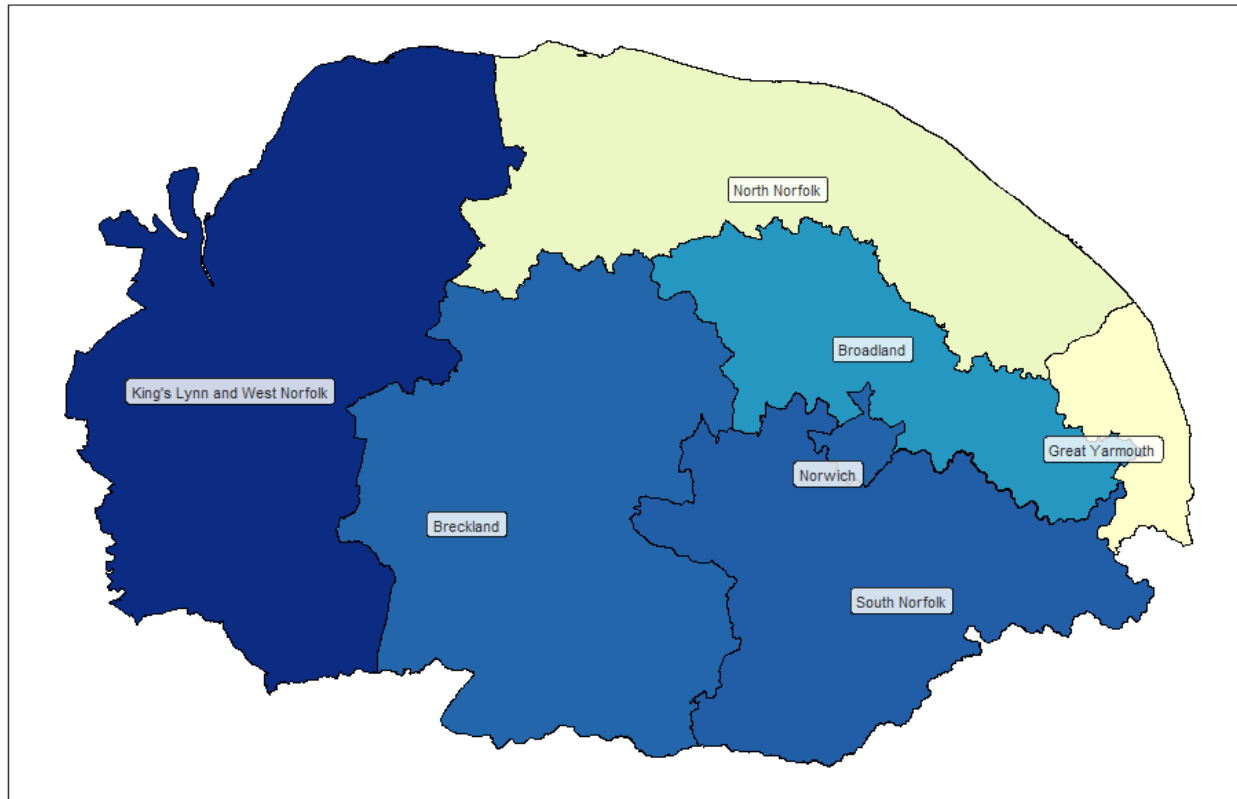 North Norfolk
Broadland
King's Lynn and West Norfolk
Great Yarmouth
Norwich
Breckland
South Norfolk